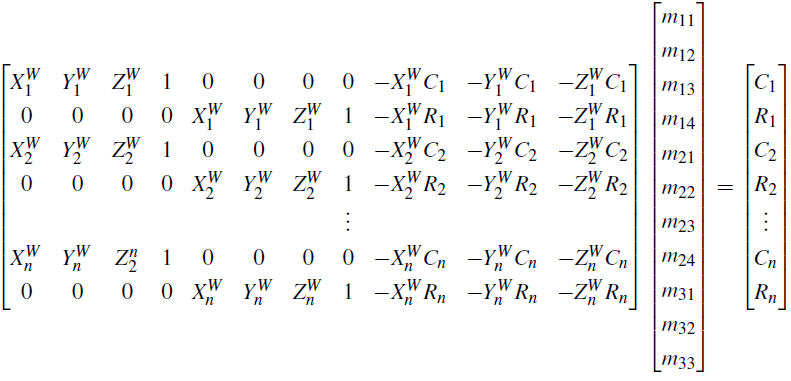 X_1^W Y_1^W Z_1^W 1 0 0 0 0 −X_1^W C_1 −Y_1^W C_1 −Z_1^W C_1
0 0 0 0 X_1^W Y_1^W Z_1^W 1 −X_1^W R_1 −Y_1^W R_1 −Z_1^W R_1
X_2^W Y_2^W Z_2^W 1 0 0 0 0 −X_2^W C_2 −Y_2^W C_2 −Z_2^W C_2
0 0 0 0 X_2^W Y_2^W Z_2^W 1 −X_2^W R_2 −Y_2^W R_2 −Z_2^W R_2
⋮
X_n^W Y_n^W Z_2^n 1 0 0 0 0 −X_n^W C_n −Y_n^W C_n −Z_n^W C_n
0 0 0 0 X_n^W Y_n^W Z_n^W 1 −X_n^W R_n −Y_n^W R_n −Z_n^W R_n
m_11
m_12
m_13
m_14
m_21
m_22
m_23
m_24
m_31
m_32
m_33
=
C_1
R_1
C_2
R_2
⋮
C_n
R_n